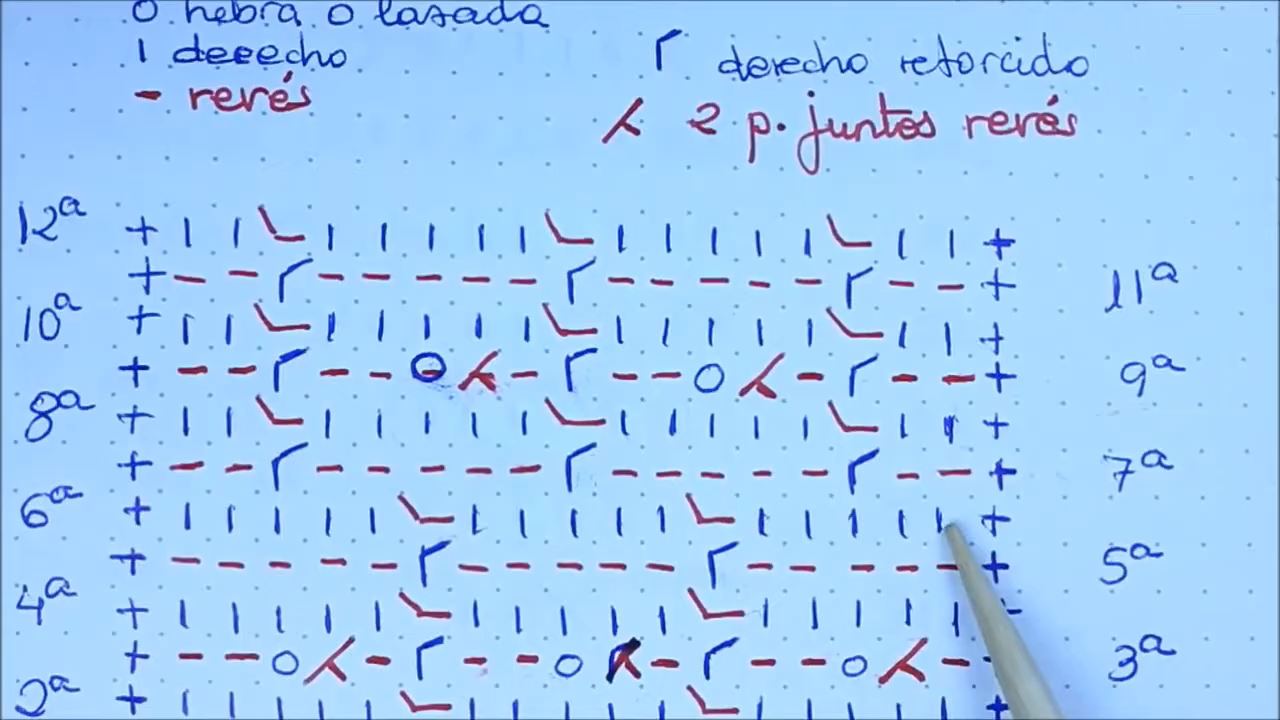 O hebra o lasada
| derecho
Γ derecho retorcido
- revés
⋌ 2 p. juntos revés
12ª
11ª
10ª
9ª
8ª
7ª
6ª
5ª
4ª
3ª
2ª